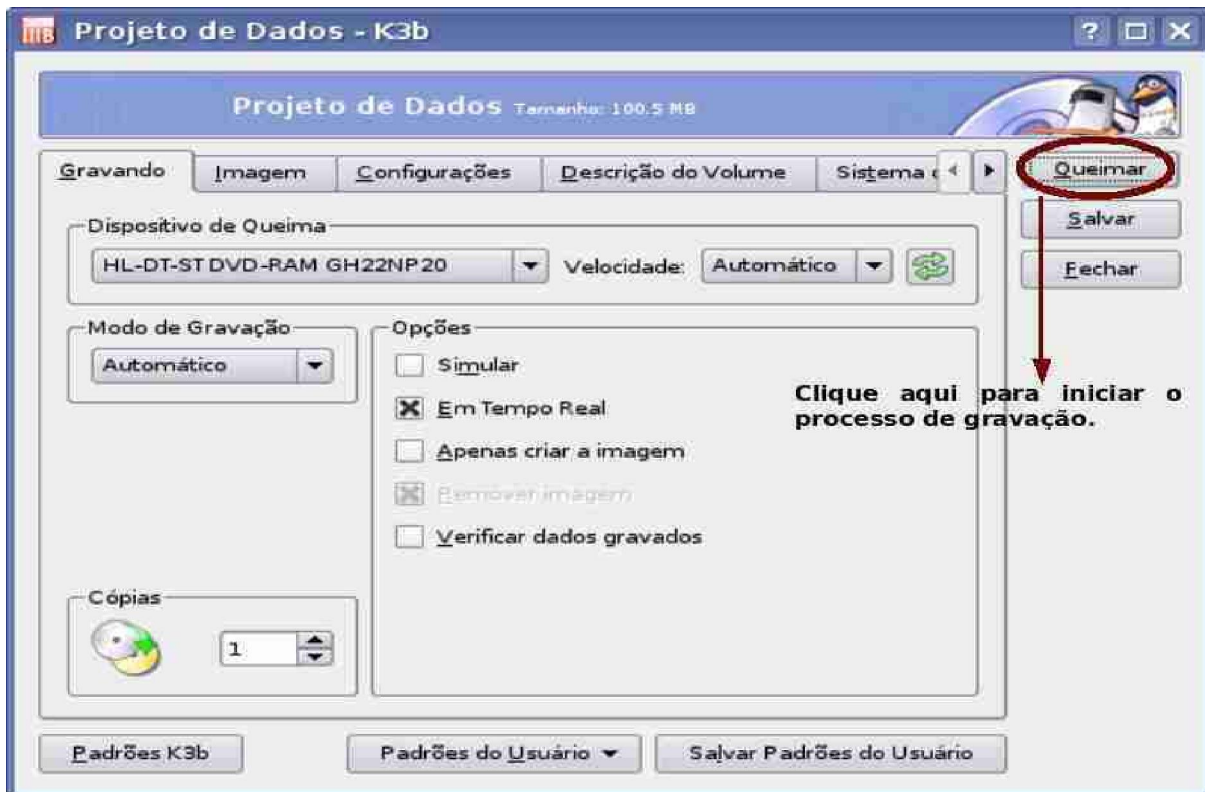 Projeto de Dados - K3b
Projeto de Dados Tamanho: 100.5 MB
Gravando
Imagem
Configurações
Descrição do Volume
Sistema
Queimar
Salvar
Fechar
Dispositivo de Queima
HL-DT-ST DVD-RAM GH22NP20
Velocidade:
Automático
Modo de Gravação
Automático
Opções
Simular
Em Tempo Real
Apenas criar a imagem
Remover imagem
Verificar dados gravados
Clique aqui para iniciar o
processo de gravação.
Cópias
1
Padrões K3b
Padrões do Usuário
Salvar Padrões do Usuário